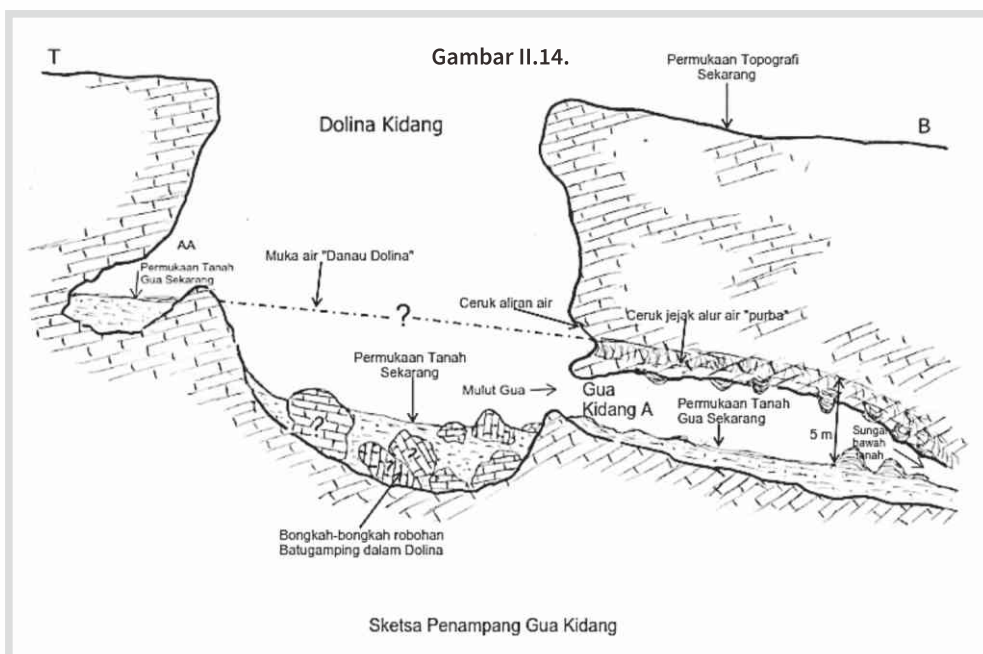 T
Gambar II.14.
Permukaan Topografi
Sekarang
B
Dolina Kidang
AA
Permukaan Tanah
Gua Sekarang
Muka air "Danau Dolina"
?
Ceruk aliran air
Ceruk jejak alur air "purba"
Permukaan Tanah
Sekarang
Mulut Gua
Gua
Kidang A
Permukaan Tanah
Gua Sekarang
5 m
Sungai
bawah
tanah
?
?
?
?
Bongkah-bongkah robohan
Batugamping dalam Dolina
Sketsa Penampang Gua Kidang